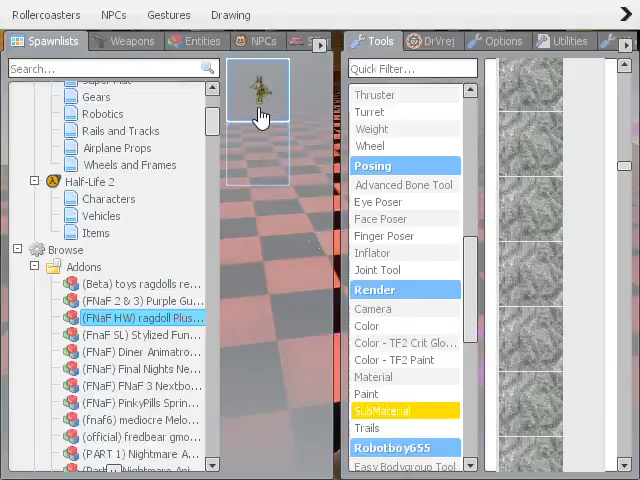 Rollercoasters NPCs Gestures Drawing
Spawnlists Weapons Entities NPCs
Tools DrVrej Options Utilities
Search...
Quick Filter...
Gears
Robotics
Rails and Tracks
Airplane Props
Wheels and Frames
Half-Life 2
Characters
Vehicles
Items
Browse
Addons
(Beta) toys ragdolls re...
(FNaF 2 & 3) Purple Gu...
(FNaF HW) ragdoll Plus...
(FnaF SL) Stylized Fun...
(FNaF) Diner Animatro...
(FNaF) Final Nights Ne...
(FNaF) FNAF 3 Nextbo...
(FNaF) PinkyPills Sprin...
(fnaf6) mediocre Melo...
(official) fredbear gmo...
(PART 1) Nightmare An...
Thruster
Turret
Weight
Wheel
Posing
Advanced Bone Tool
Eye Poser
Face Poser
Finger Poser
Inflator
Joint Tool
Render
Camera
Color
Color - TF2 Crit Glo...
Color - TF2 Paint
Material
Paint
SubMaterial
Trails
Robotboy655
Easy Bodygroup Tool